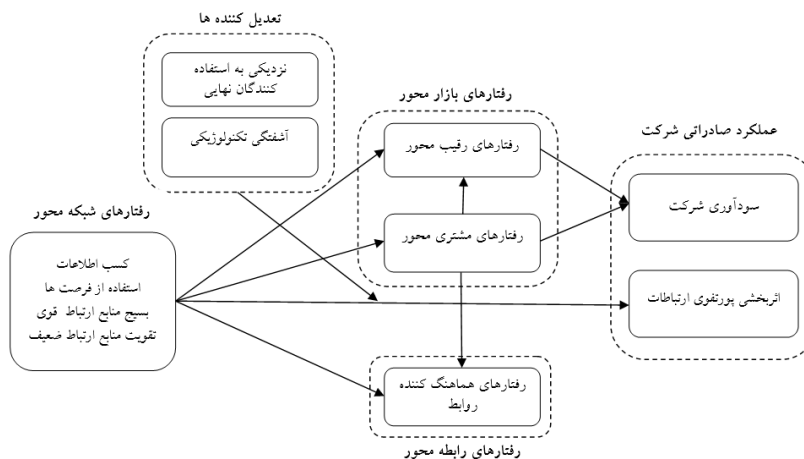 تعدیل کننده ها
نزدیکی به استفاده
کنندگان نهایی
آشفتگی تکنولوژیکی
رفتارهای بازار محور
رفتارهای رقیب محور
رفتارهای مشتری محور
عملکرد صادراتی شرکت
سودآوری شرکت
اثربخشی پورتفوی ارتباطات
رفتارهای شبکه محور
کسب اطلاعات
استفاده از فرصت ها
بسیج منابع ارتباط قوی
تقویت منابع ارتباط ضعیف
رفتارهای هماهنگ کننده
روابط
رفتارهای رابطه محور